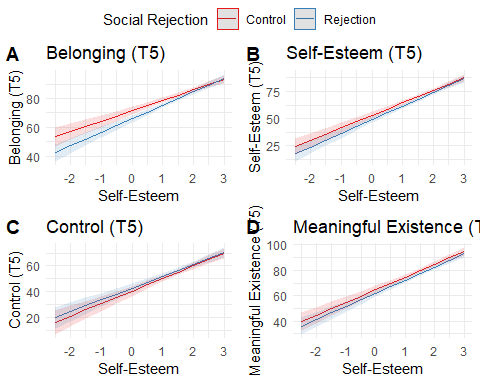 Social Rejection Control Rejection
A Belonging (T5)
Belonging (T5)
80
60
40
-2 -1 0 1 2 3
Self-Esteem
B Self-Esteem (T5)
Self-Esteem (T5)
75
50
25
-2 -1 0 1 2 3
Self-Esteem
C Control (T5)
Control (T5)
60
40
20
-2 -1 0 1 2 3
Self-Esteem
D Meaningful Existence (T
Meaningful Existence (T5)
100
80
60
40
-2 -1 0 1 2 3
Self-Esteem